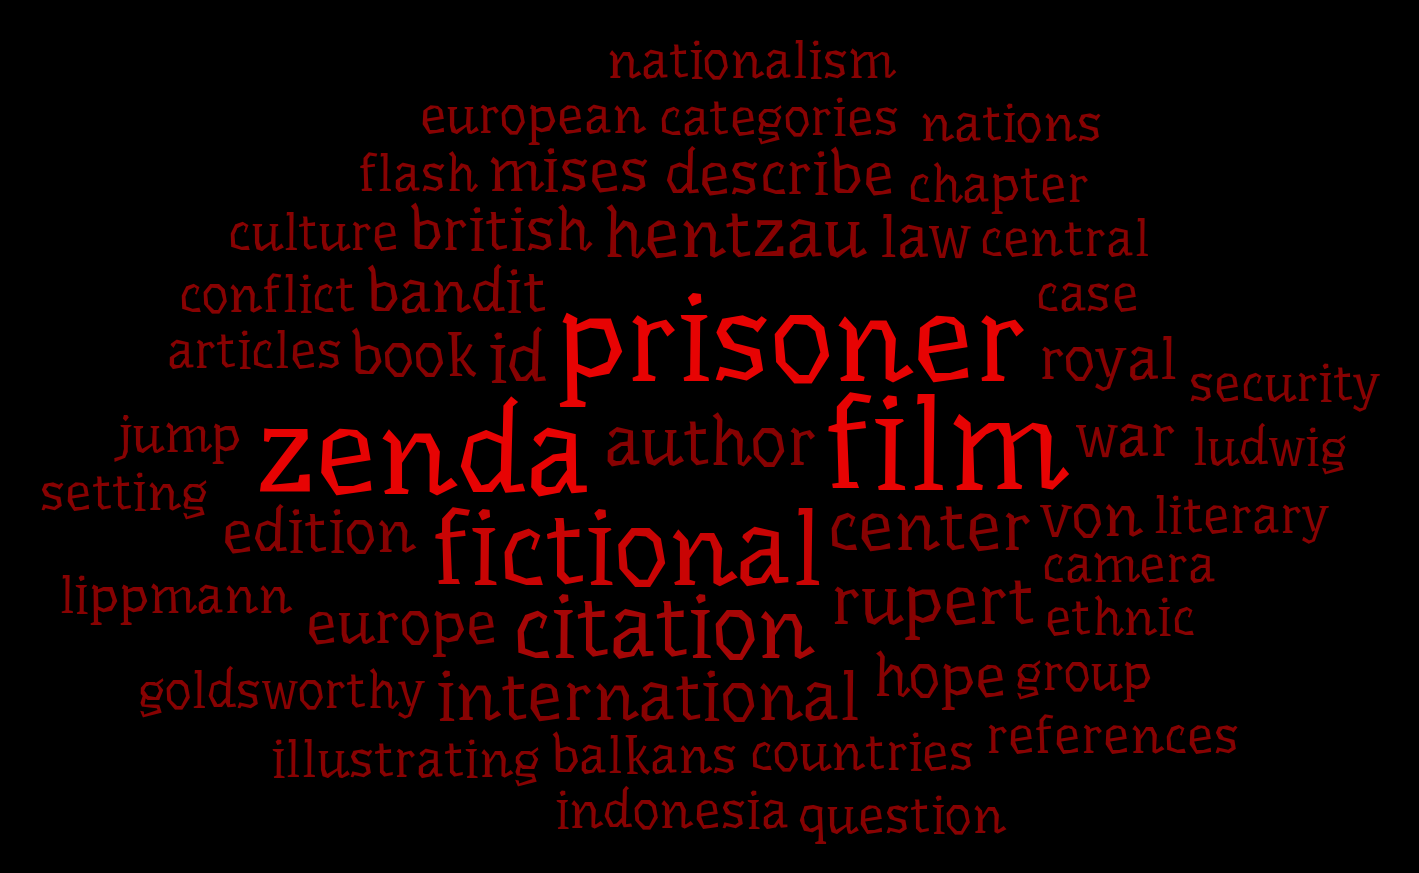 nationalism
european categories nations
flash mises describe chapter
culture british hentzau law central
conflict bandit case
articles book id prisoner royal
security
jump zenda author film war ludwig
setting
edition fictional center von literary
camera
lippmann europe citation rupert ethnic
goldsworthy international hope group
illustrating balkans countries references
indonesia question